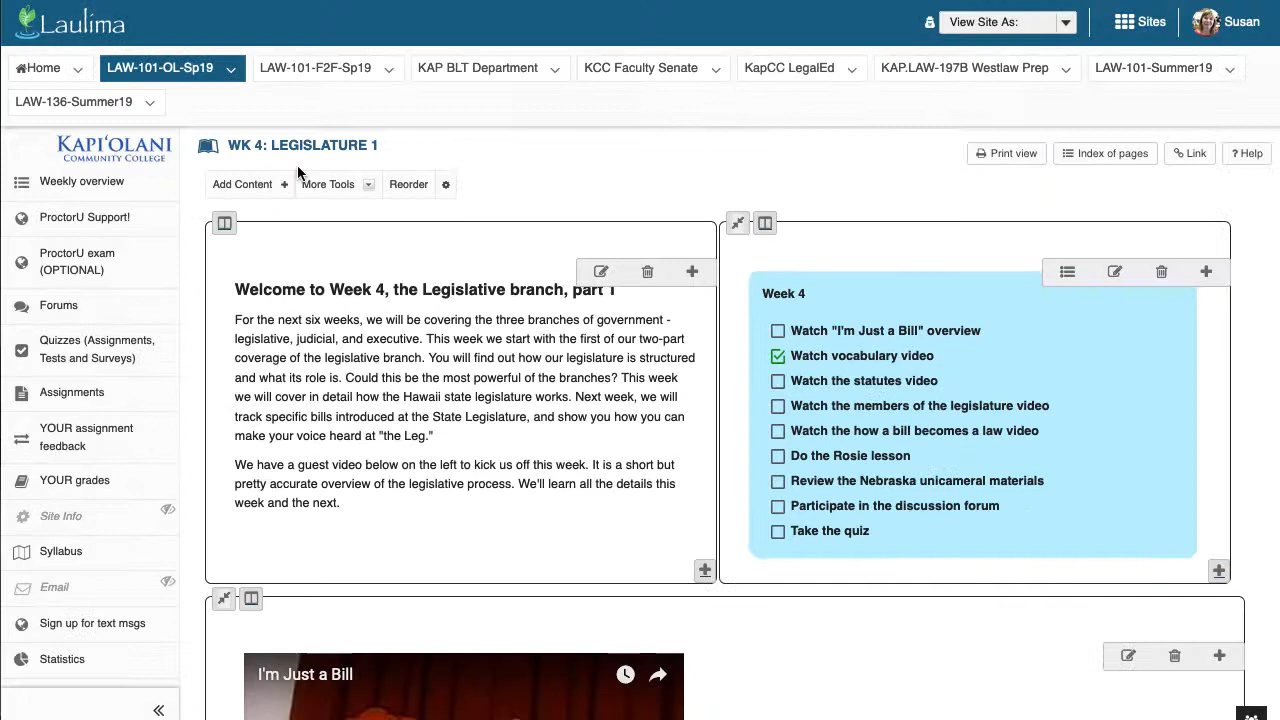 Laulima
View Site As:
Sites
Susan
Home
LAW-101-OL-Sp19
LAW-101-F2F-Sp19
KAP BLT Department
KCC Faculty Senate
KapCC LegalEd
KAP.LAW-197B Westlaw Prep
LAW-101-Summer19
LAW-136-Summer19
KAPI'OLANI
COMMUNITY COLLEGE
Weekly overview
ProctorU Support!
ProctorU exam
(OPTIONAL)
Forums
Quizzes (Assignments,
Tests and Surveys)
Assignments
YOUR assignment
feedback
YOUR grades
Site Info
Syllabus
Email
Sign up for text msgs
Statistics
WK 4: LEGISLATURE 1
Print view
Index of pages
Link
? Help
Add Content +
More Tools
Reorder
Welcome to Week 4, the Legislative branch, part 1
For the next six weeks, we will be covering the three branches of government -
legislative, judicial, and executive. This week we start with the first of our two-part
coverage of the legislative branch. You will find out how our legislature is structured
and what its role is. Could this be the most powerful of the branches? This week
we will cover in detail how the Hawaii state legislature works. Next week, we will
track specific bills introduced at the State Legislature, and show you how you can
make your voice heard at "the Leg."
We have a guest video below on the left to kick us off this week. It is a short but
pretty accurate overview of the legislative process. We'll learn all the details this
week and the next.
Week 4
Watch "I'm Just a Bill" overview
Watch vocabulary video
Watch the statutes video
Watch the members of the legislature video
Watch the how a bill becomes a law video
Do the Rosie lesson
Review the Nebraska unicameral materials
Participate in the discussion forum
Take the quiz
I'm Just a Bill